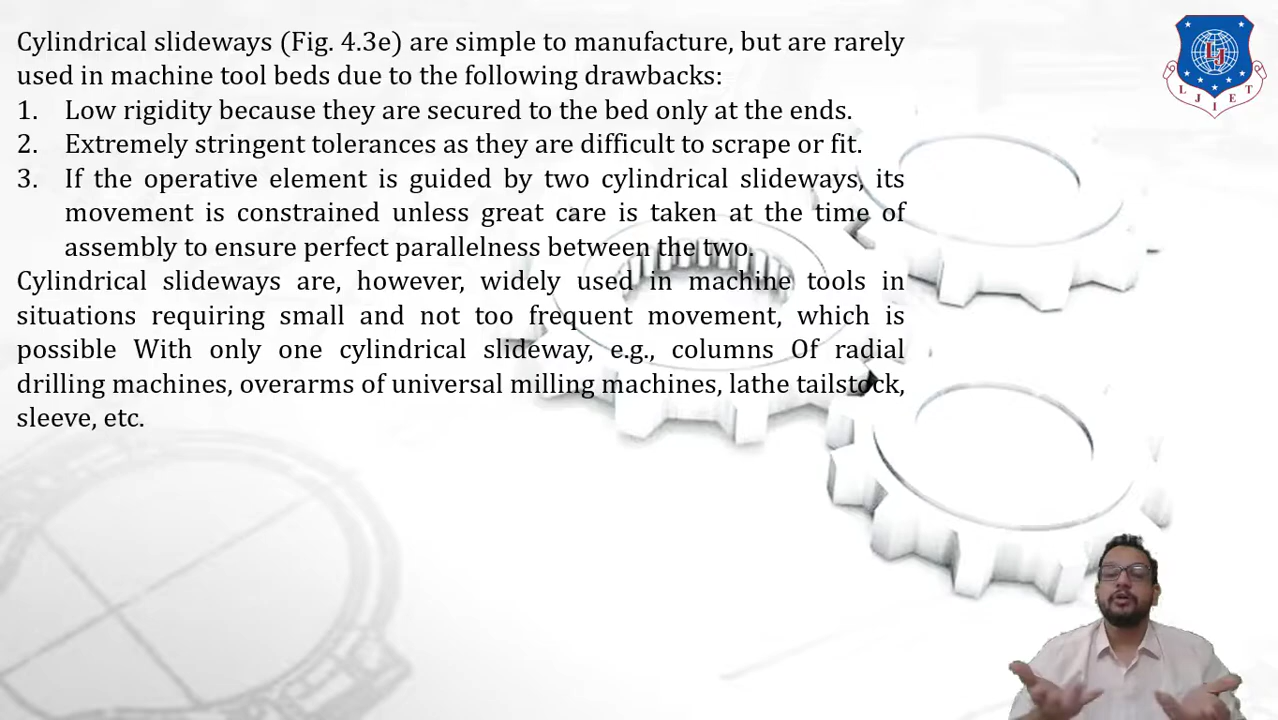 Cylindrical slideways (Fig. 4.3e) are simple to manufacture, but are rarely
used in machine tool beds due to the following drawbacks:
1. Low rigidity because they are secured to the bed only at the ends.
2. Extremely stringent tolerances as they are difficult to scrape or fit.
3. If the operative element is guided by two cylindrical slideways, its
movement is constrained unless great care is taken at the time of
assembly to ensure perfect parallelness between the two.
Cylindrical slideways are, however, widely used in machine tools in
situations requiring small and not too frequent movement, which is
possible With only one cylindrical slideway, e.g., columns Of radial
drilling machines, overarms of universal milling machines, lathe tailstock,
sleeve, etc.
LJ
LJIET